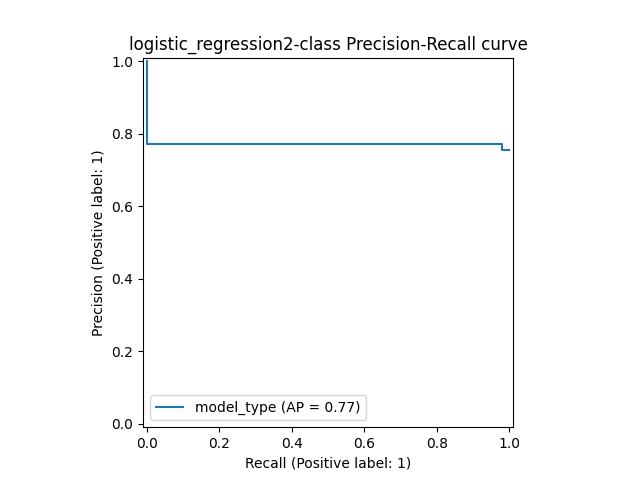 logistic_regression2-class Precision-Recall curve
1.0
0.8
0.6
0.4
0.2
0.0
Precision (Positive label: 1)
model_type (AP = 0.77)
0.0 0.2 0.4 0.6 0.8 1.0
Recall (Positive label: 1)